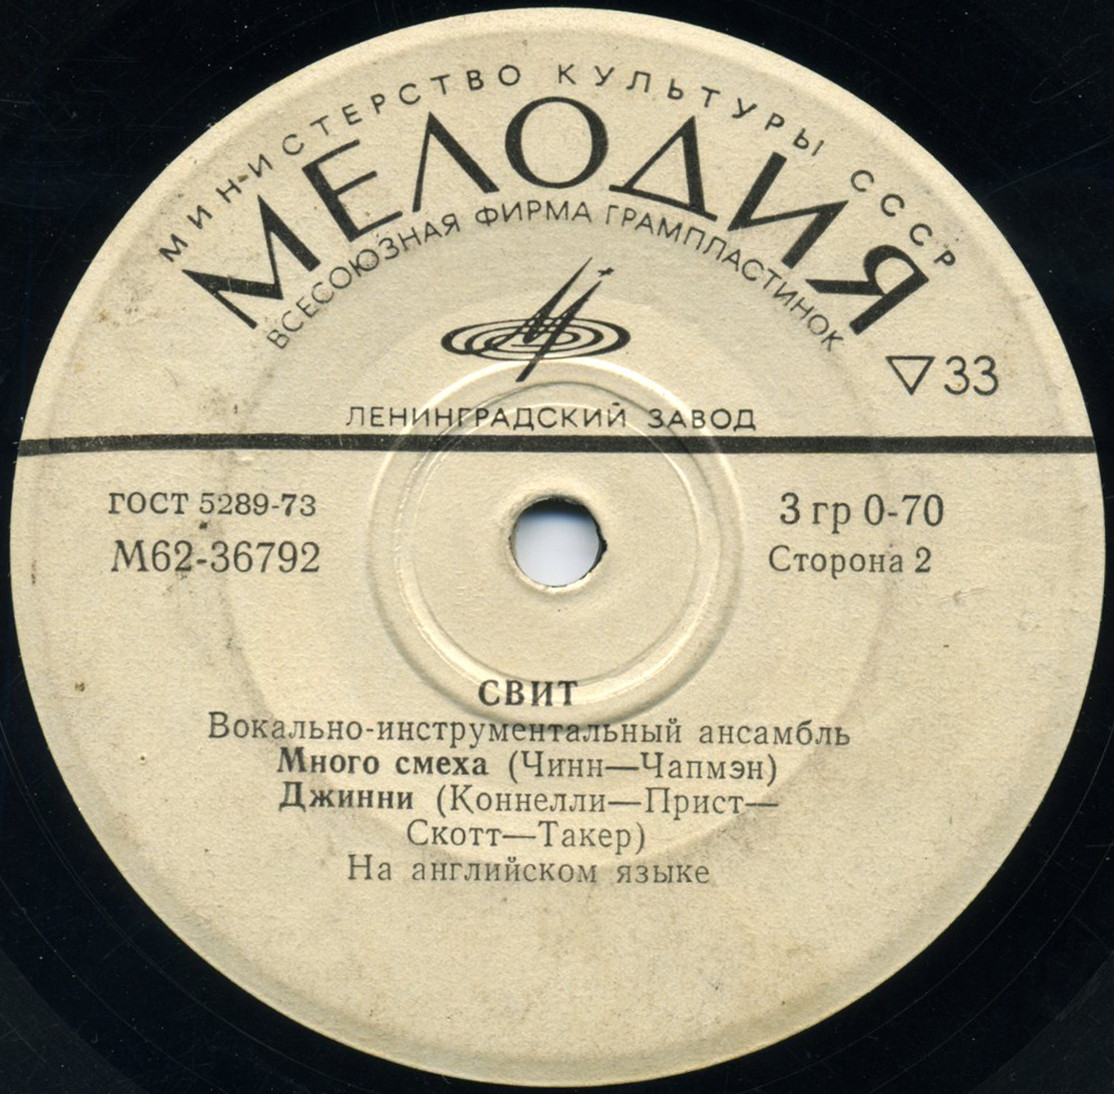 МИНИСТЕРСТВО КУЛЬТУРЫ СССР
МЕЛОДИЯ
ВСЕСОЮЗНАЯ ФИРМА ГРАМПЛАСТИНОК
▽33
ЛЕНИНГРАДСКИЙ ЗАВОД
ГОСТ 5289-73
3 гр 0-70
М62-36792
Сторона 2
СВИТ
Вокально-инструментальный ансамбль
Много смеха (Чинн—Чапмэн)
Джинни (Коннелли—Прист—
Скотт—Такер)
На английском языке